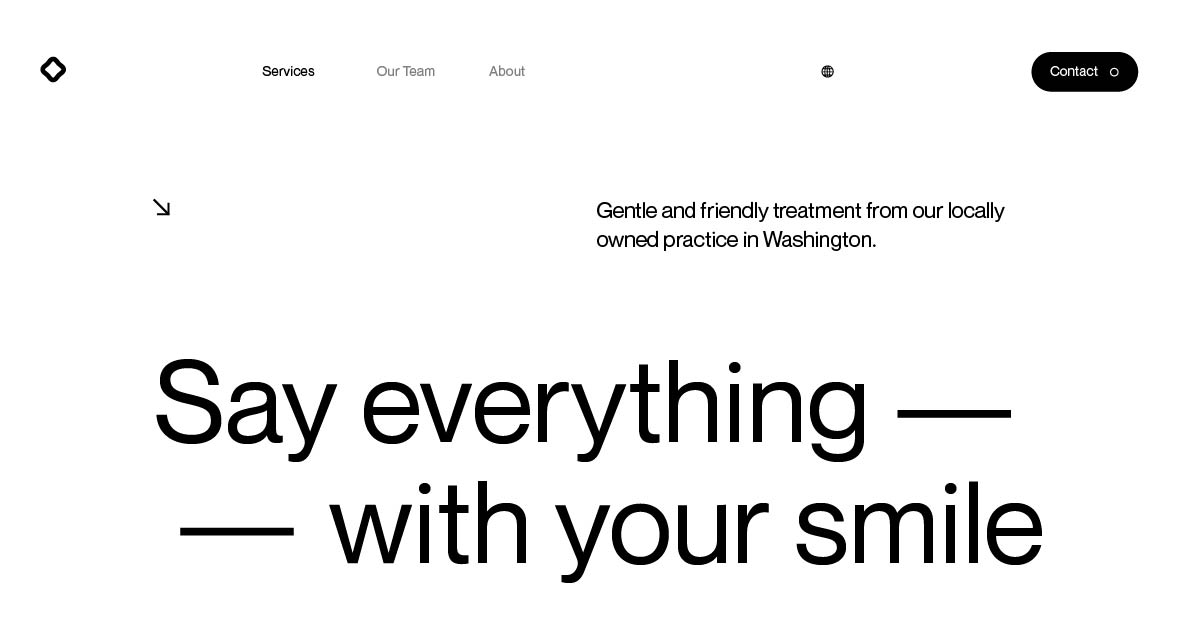 Services
Our Team
About
Contact
Gentle and friendly treatment from our locally
owned practice in Washington.
Say everything —
— with your smile